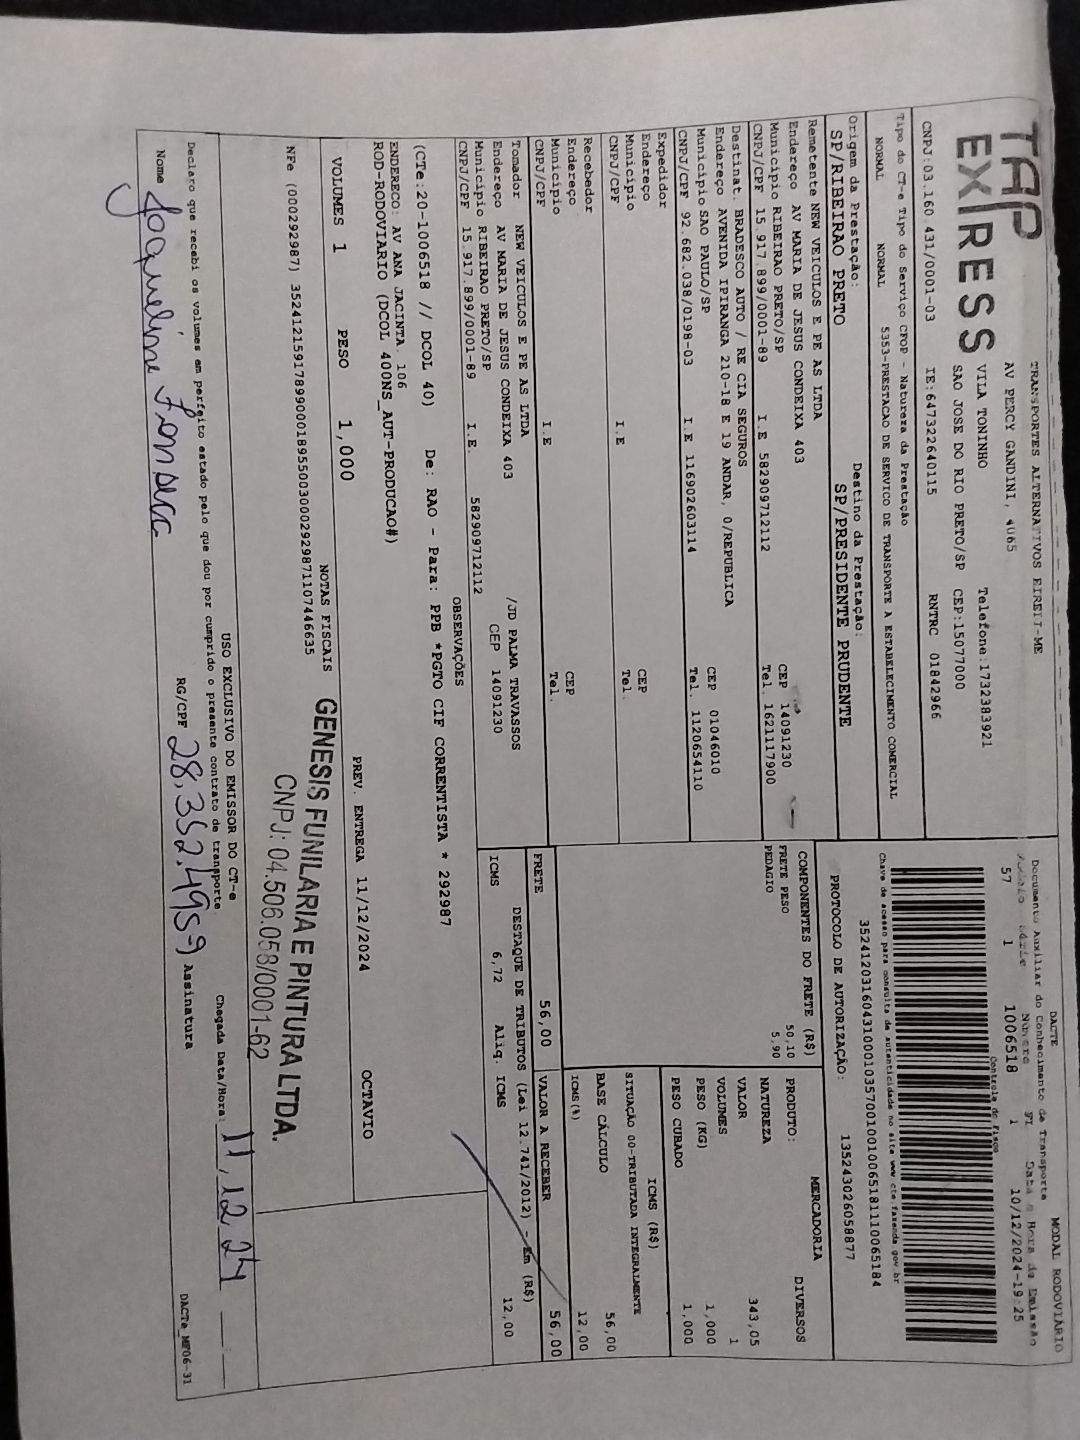 TAP
EXPRESS
TRANSPORTES ALTERNATIVOS EIRELI-ME
AV PERCY GANDINI, 4065
VILA TONINHO Telefone:1732383921
SAO JOSE DO RIO PRETO/SP CEP:15077000
CNPJ:03.160.431/0001-03 IE:647322640115 RNTRC 01842966
DACTE MODAL RODOVIÁRIO
Documento Auxiliar do Conhecimento de Transporte
Modelo Série Número Fl Data e Hora da Emissão
57 1 1006518 1 10/12/2024-19:25
Controle do Fisco
Chave de acesso para consulta de autenticidade no site www.cte.fazenda.gov.br
35241203160431000103570010010065181110065184
PROTOCOLO DE AUTORIZAÇÃO: 135243026058877
Tipo do CT-e Tipo do Serviço CFOP - Natureza da Prestação
NORMAL NORMAL 5353-PRESTACAO DE SERVICO DE TRANSPORTE A ESTABELECIMENTO COMERCIAL
Origem da Prestação: Destino da Prestação:
SP/RIBEIRAO PRETO SP/PRESIDENTE PRUDENTE
Remetente NEW VEICULOS E PE AS LTDA
Endereço AV MARIA DE JESUS CONDEIXA 403
Município RIBEIRAO PRETO/SP CEP 14091230
CNPJ/CPF 15.917.899/0001-89 I.E 582909712112 Tel. 1621117900
Destinat. BRADESCO AUTO / RE CIA SEGUROS
Endereço AVENIDA IPIRANGA 210-18 E 19 ANDAR, 0/REPUBLICA
Município SAO PAULO/SP CEP 01046010
CNPJ/CPF 92.682.038/0198-03 I.E 116902603114 Tel. 1120654110
Expedidor
Endereço
Município CEP
CNPJ/CPF I.E Tel.
Recebedor
Endereço
Município CEP
CNPJ/CPF I.E Tel.
Tomador NEW VEICULOS E PE AS LTDA
Endereço AV MARIA DE JESUS CONDEIXA 403 /JD PALMA TRAVASSOS
Município RIBEIRAO PRETO/SP CEP 14091230
CNPJ/CPF 15.917.899/0001-89 I.E. 582909712112
COMPONENTES DO FRETE (R$)
FRETE PESO 50,10
PEDAGIO 5,90
MERCADORIA
PRODUTO: DIVERSOS
NATUREZA
VALOR 343,05
VOLUMES 1
PESO (KG) 1,000
PESO CUBADO 1,000
ICMS (R$)
SITUAÇÃO 00-TRIBUTADA INTEGRALMENTE
BASE CÁLCULO 56,00
ICMS(%) 12,00
FRETE 56,00 VALOR A RECEBER 56,00
DESTAQUE DE TRIBUTOS (Lei 12.741/2012) - Em (R$)
ICMS 6,72 Aliq. ICMS 12,00
OBSERVAÇÕES
(CTe:20-1006518 // DCOL 40) De: RAO - Para: PPB *PGTO CIF CORRENTISTA * 292987
ENDERECO: AV ANA JACINTA 106
ROD-RODOVIARIO (DCOL 400NS_AUT-PRODUCAO#)
VOLUMES 1 PESO 1,000 PREV. ENTREGA 11/12/2024 OCTAVIO
NOTAS FISCAIS
NFe (000292987) 35241215917899000189550030002929871107446635
GENESIS FUNILARIA E PINTURA LTDA.
CNPJ: 04.506.058/0001-62
USO EXCLUSIVO DO EMISSOR DO CT-e
Declaro que recebi os volumes em perfeito estado pelo que dou por cumprido o presente contrato de transporte
Chegada Data/Hora: 11,12,24
Nome Joqueline Fonseca RG/CPF 28.352.495-9 Assinatura
DACTe_MF06-31